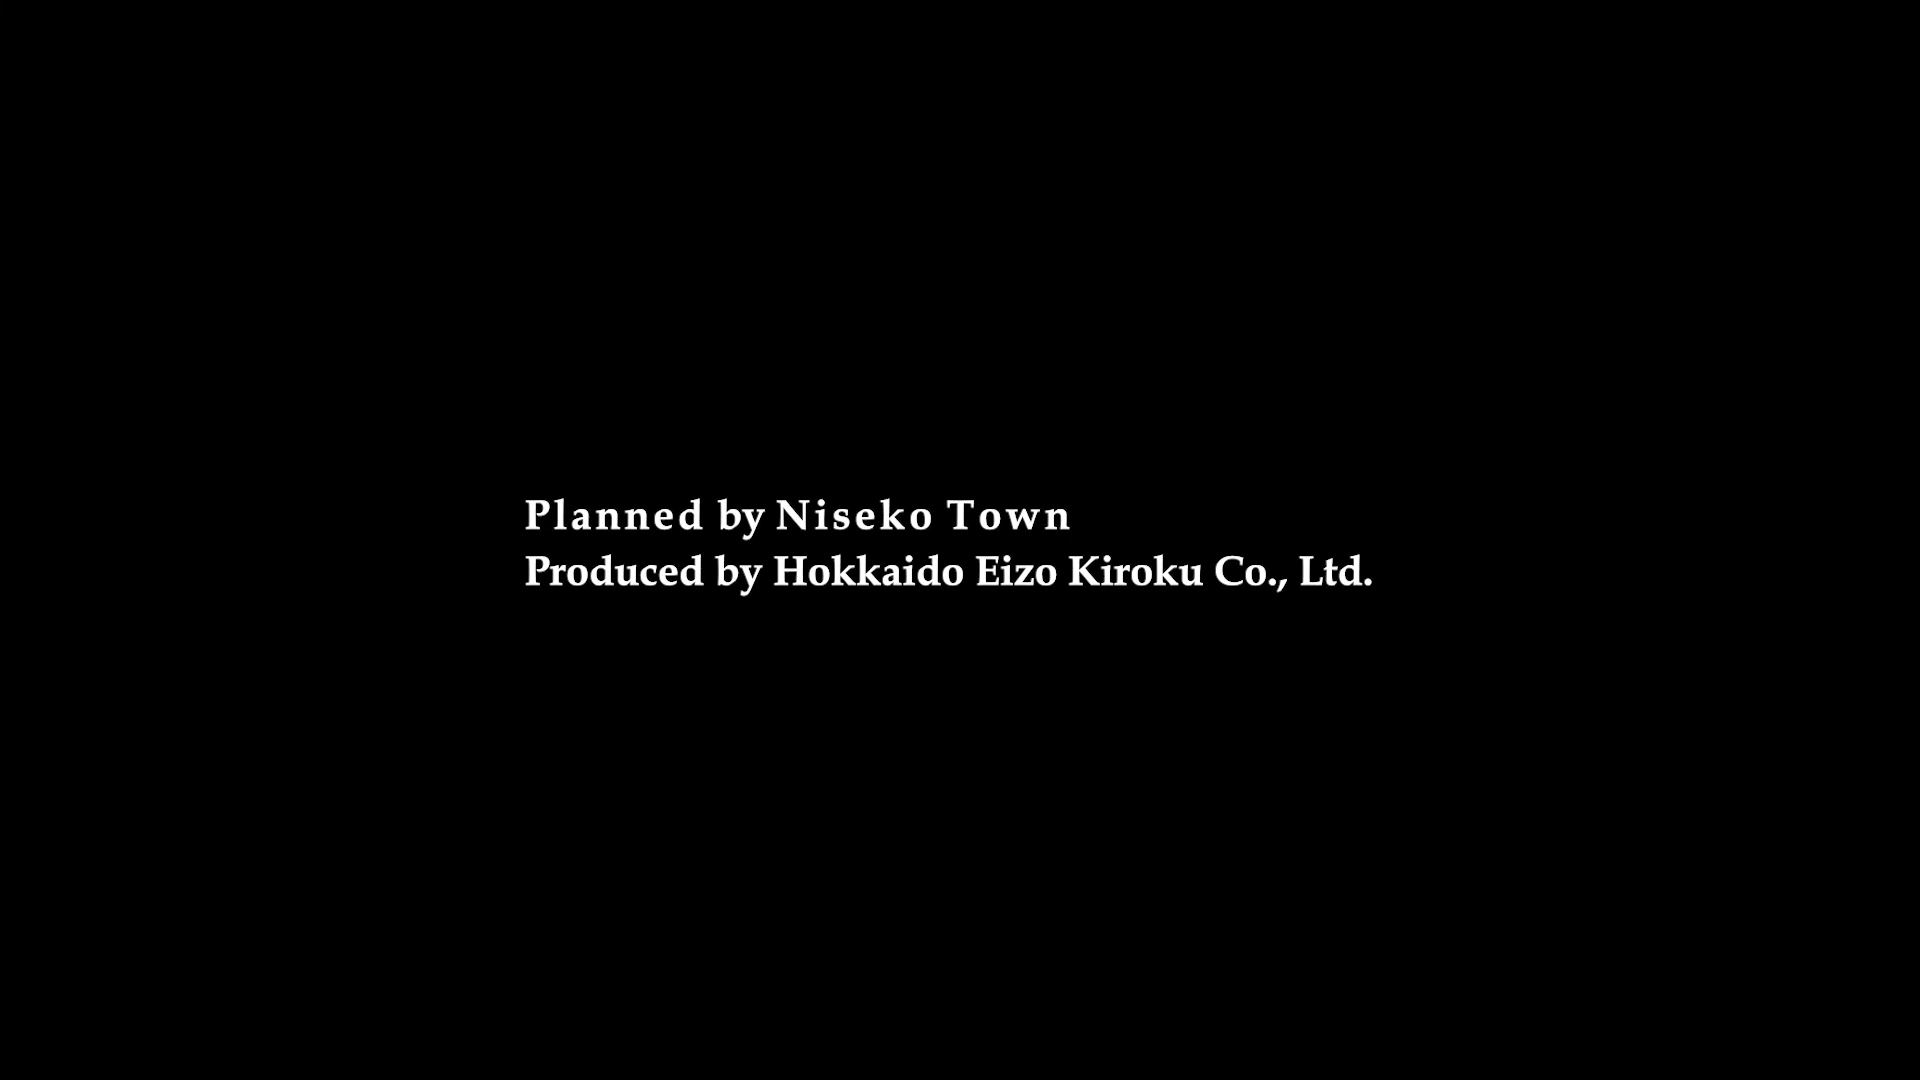 Planned by Niseko Town
Produced by Hokkaido Eizo Kiroku Co., Ltd.